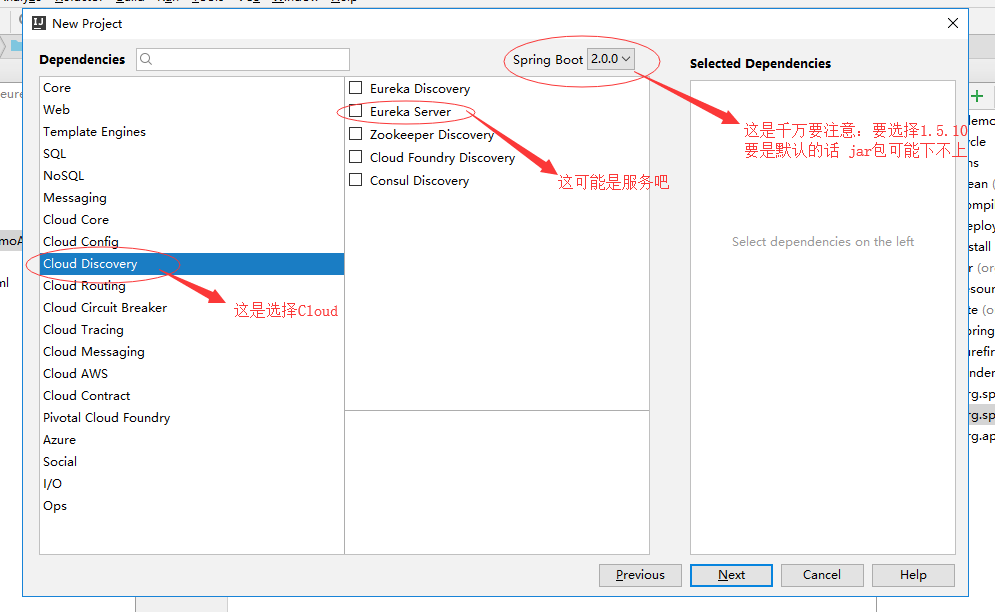 New Project
Dependencies
Spring Boot 2.0.0
Selected Dependencies
Core
Web
Template Engines
SQL
NoSQL
Messaging
Cloud Core
Cloud Config
Cloud Discovery
Cloud Routing
Cloud Circuit Breaker
Cloud Tracing
Cloud Messaging
Cloud AWS
Cloud Contract
Pivotal Cloud Foundry
Azure
Social
I/O
Ops
Eureka Discovery
Eureka Server
Zookeeper Discovery
Cloud Foundry Discovery
Consul Discovery
这是千万要注意：要选择1.5.10
要是默认的话 jar包可能下不上
这可能是服务吧
这是选择Cloud
Select dependencies on the left
Previous
Next
Cancel
Help